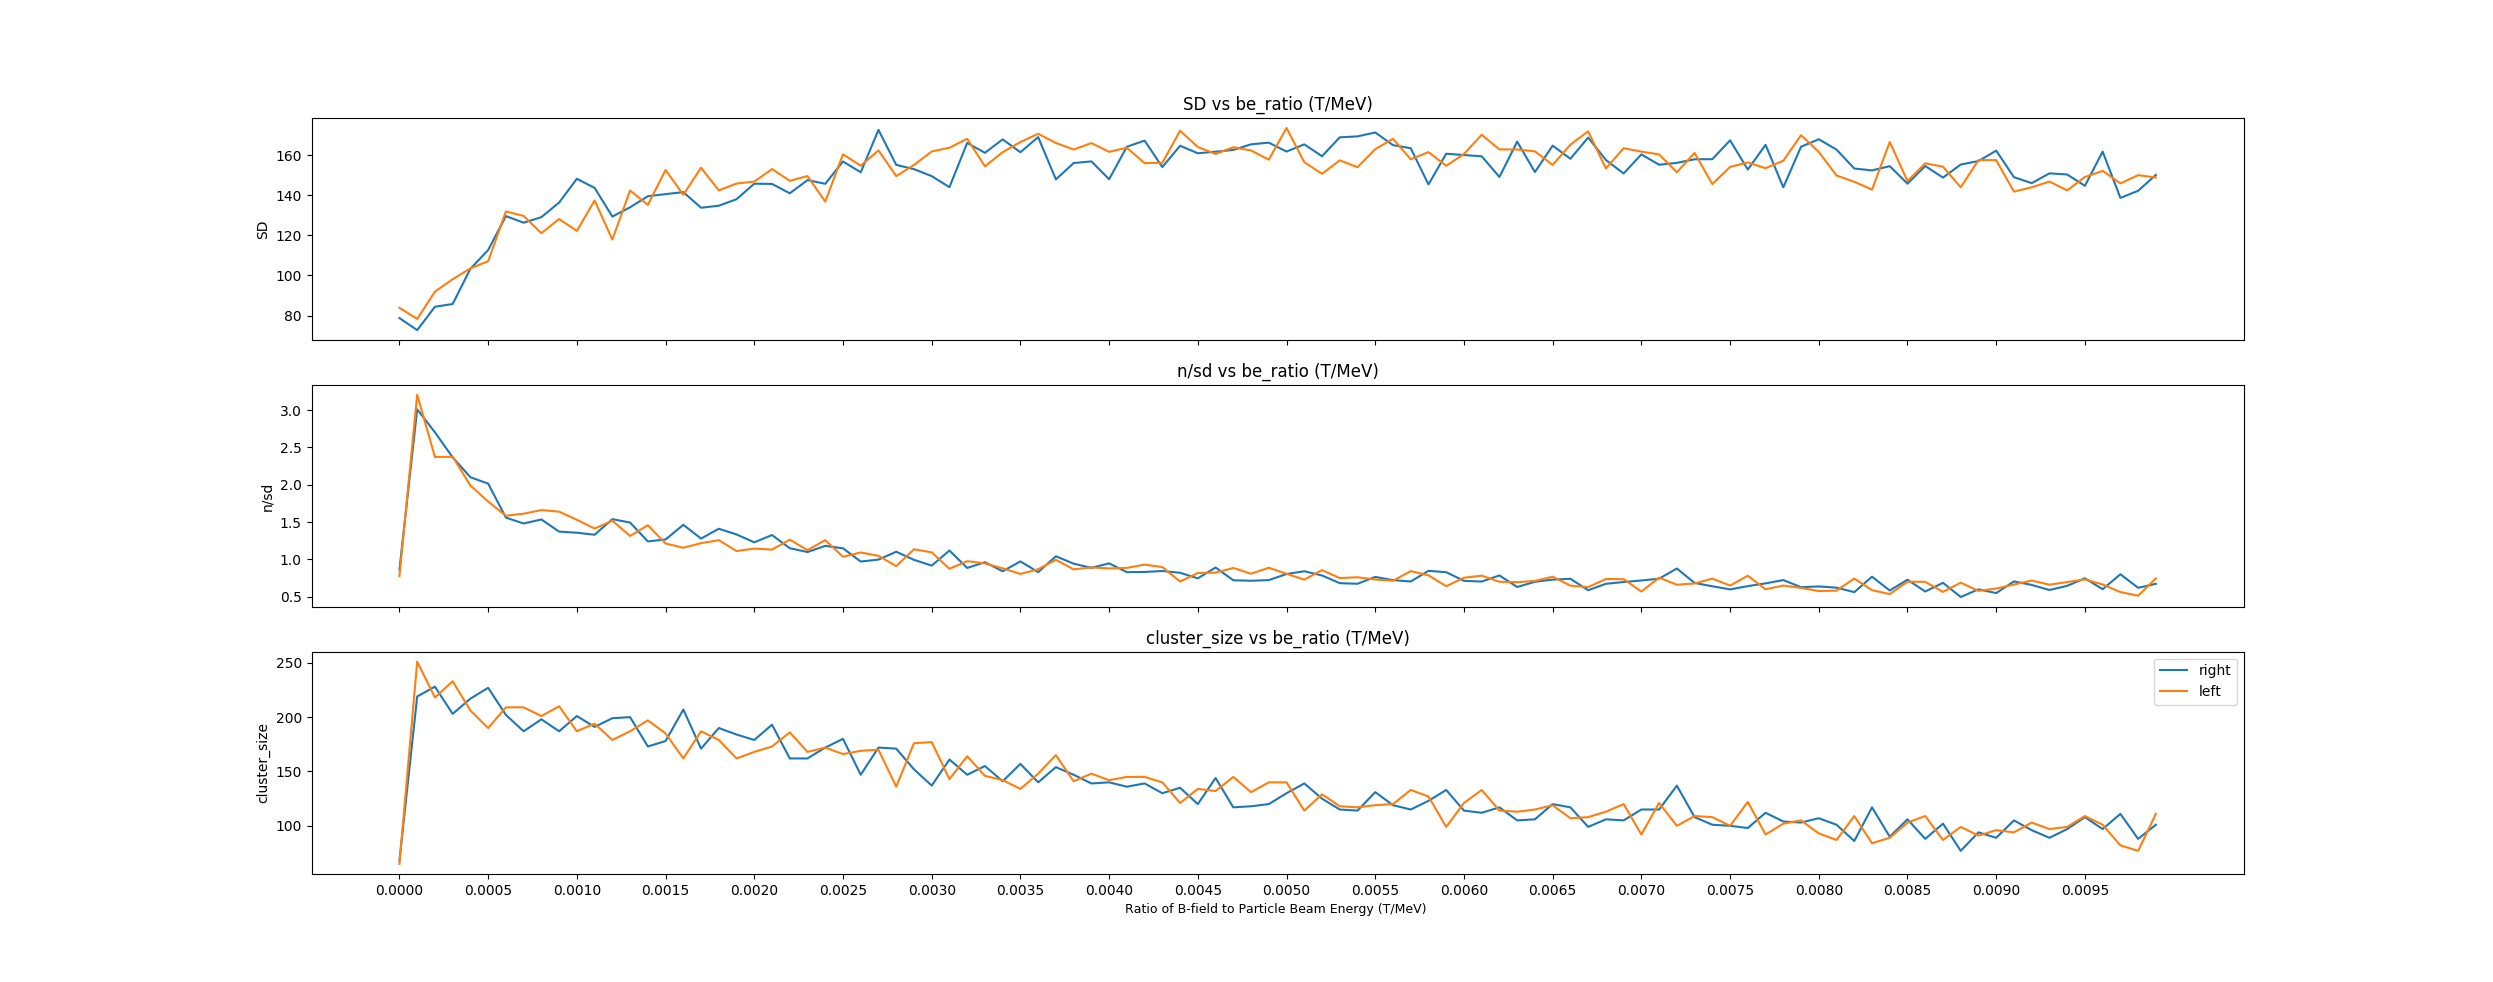 SD vs be_ratio (T/MeV)
160
140
120
100
80
SD
n/sd vs be_ratio (T/MeV)
3.0
2.5
2.0
1.5
1.0
0.5
n/sd
cluster_size vs be_ratio (T/MeV)
250
200
150
100
cluster_size
right
left
0.0000 0.0005 0.0010 0.0015 0.0020 0.0025 0.0030 0.0035 0.0040 0.0045 0.0050 0.0055 0.0060 0.0065 0.0070 0.0075 0.0080 0.0085 0.0090 0.0095
Ratio of B-field to Particle Beam Energy (T/MeV)